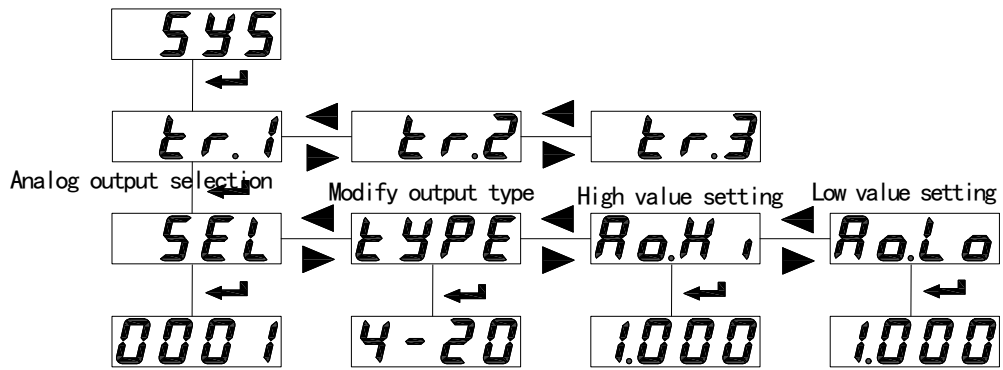 SYS
tr.1 tr.2 tr.3
Analog output selection Modify output type High value setting Low value setting
SEL tYPE Ao.Hi Ao.Lo
0001 4-20 1.000 1.000